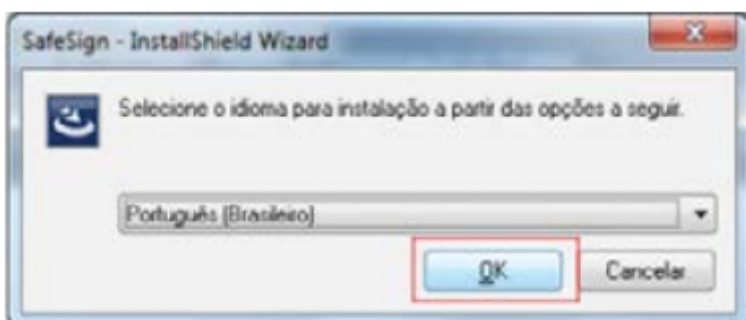 SafeSign - InstallShield Wizard
Selecione o idioma para instalação a partir das opções a seguir.
Português (Brasileiro)
OK
Cancelar